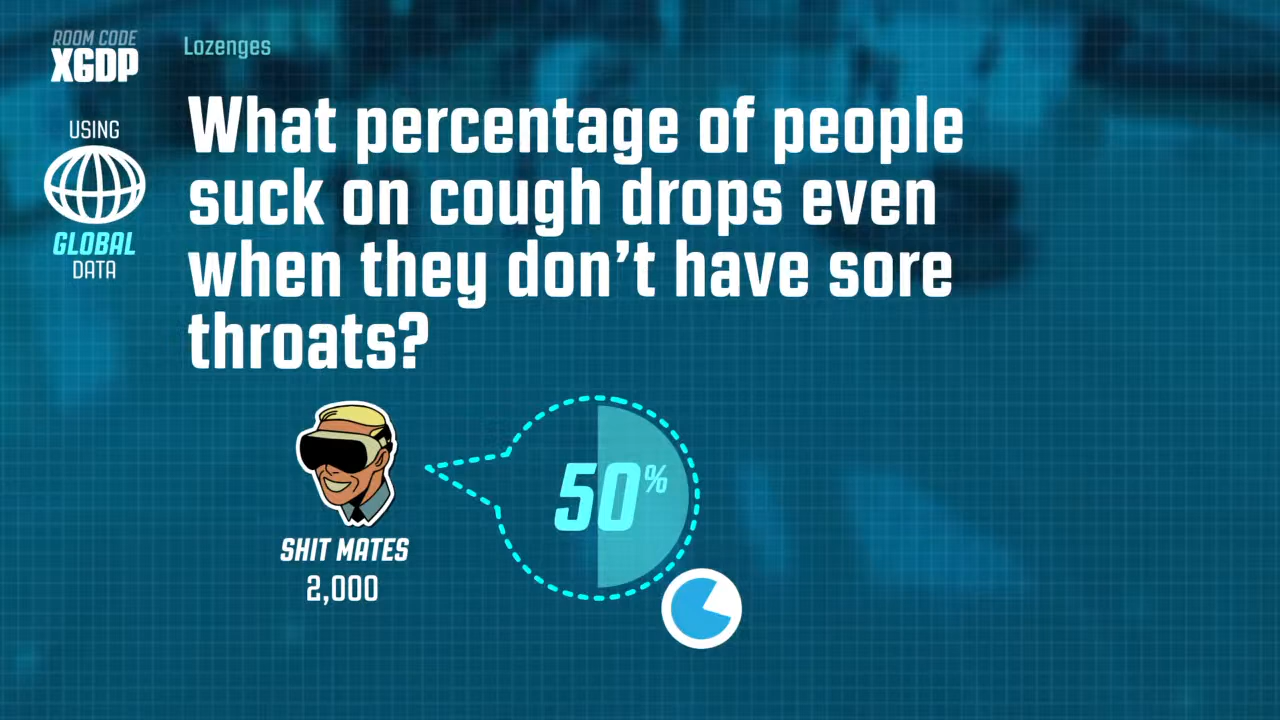 ROOM CODE
X6DP
Lozenges
USING
GLOBAL
DATA
What percentage of people
suck on cough drops even
when they don't have sore
throats?
50%
SHIT MATES
2,000